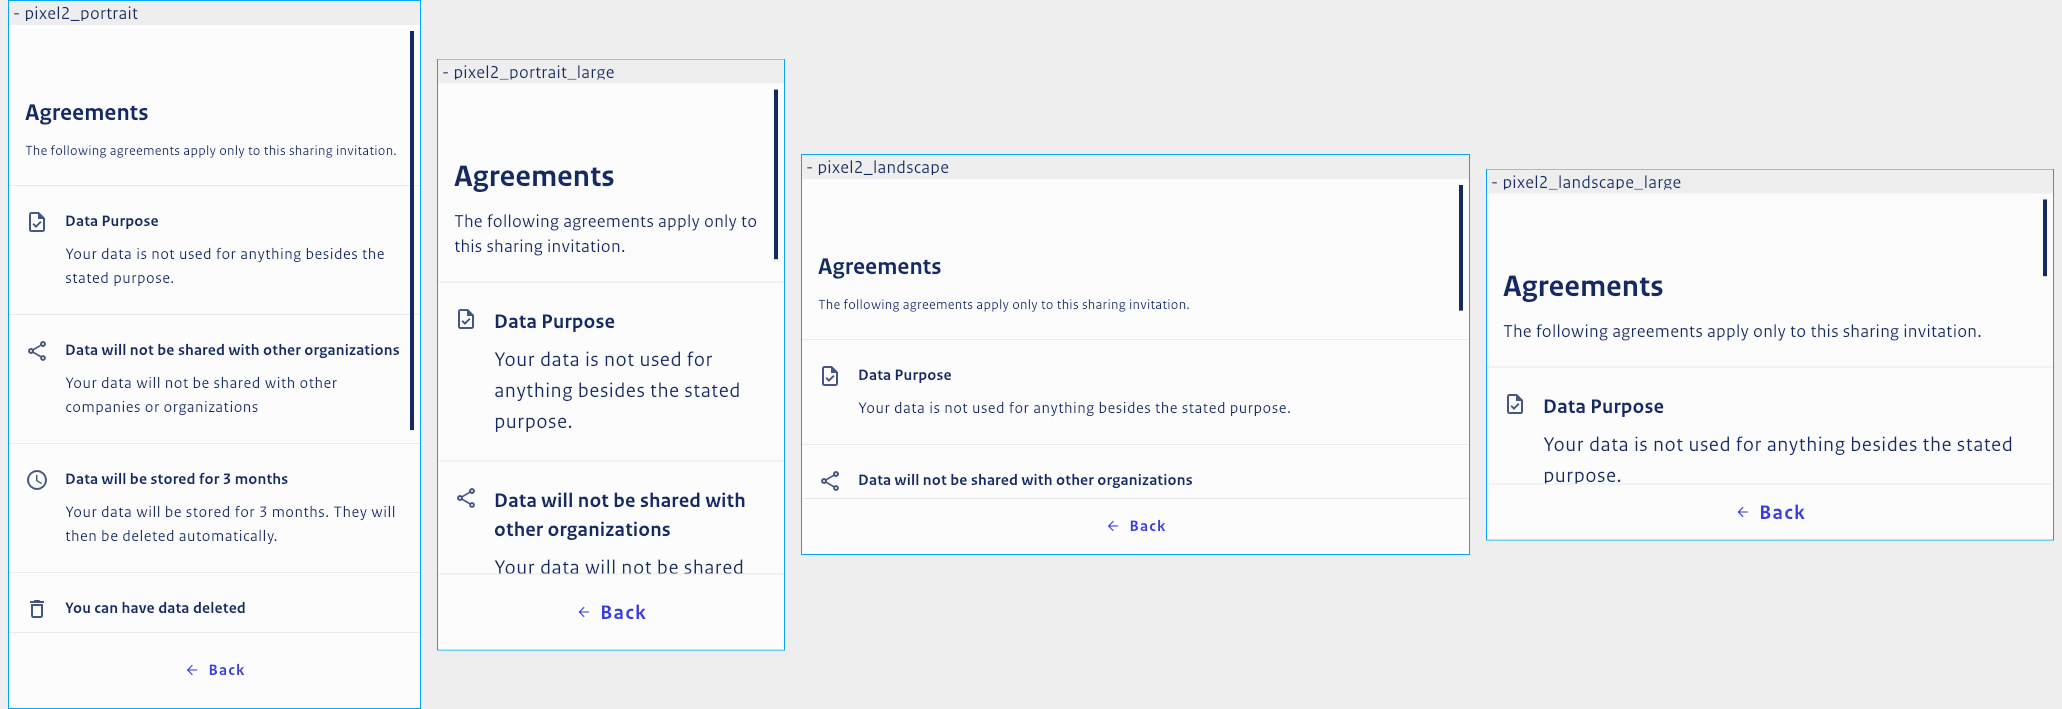 - pixel2_portrait
Agreements
The following agreements apply only to this sharing invitation.
Data Purpose
Your data is not used for anything besides the
stated purpose.
Data will not be shared with other organizations
Your data will not be shared with other
companies or organizations
Data will be stored for 3 months
Your data will be stored for 3 months. They will
then be deleted automatically.
You can have data deleted
← Back
- pixel2_portrait_large
Agreements
The following agreements apply only to
this sharing invitation.
Data Purpose
Your data is not used for
anything besides the stated
purpose.
Data will not be shared with
other organizations
Your data will not be shared
← Back
- pixel2_landscape
Agreements
The following agreements apply only to this sharing invitation.
Data Purpose
Your data is not used for anything besides the stated purpose.
Data will not be shared with other organizations
← Back
- pixel2_landscape_large
Agreements
The following agreements apply only to this sharing invitation.
Data Purpose
Your data is not used for anything besides the stated
purpose.
← Back